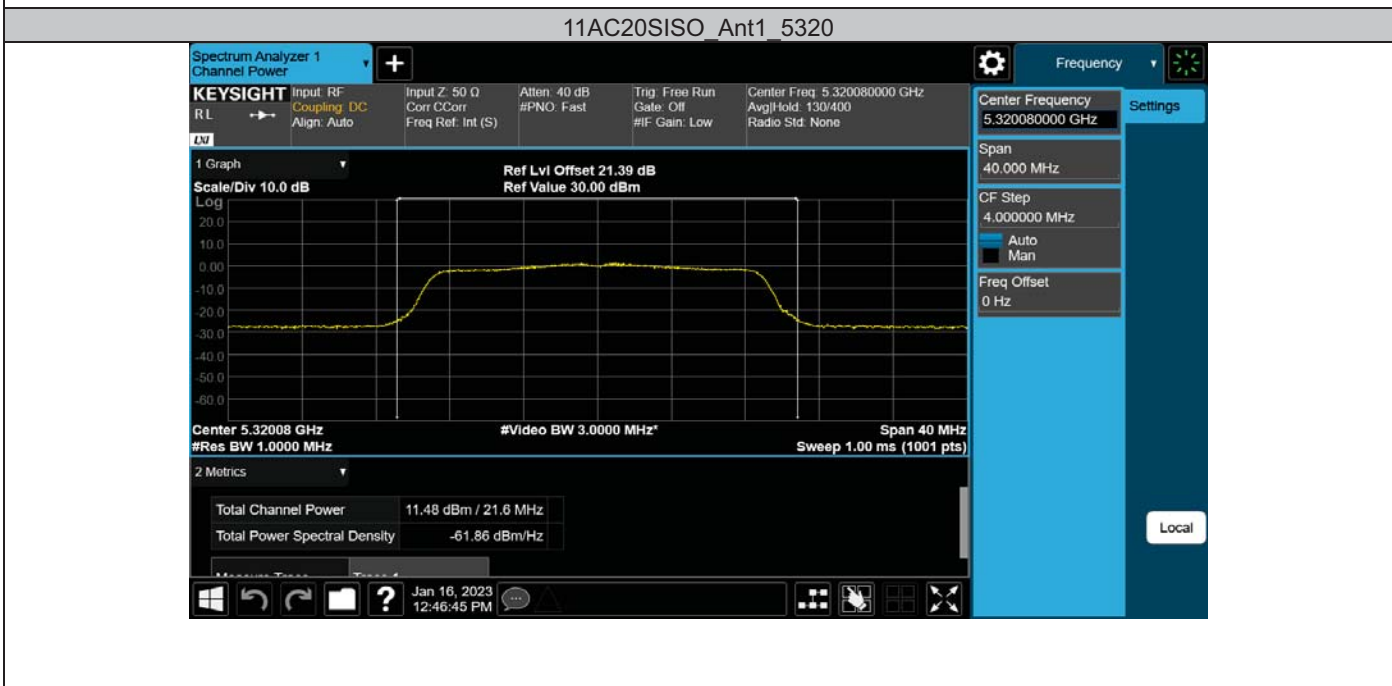 11AC20SISO_Ant1_5320
Spectrum Analyzer 1
Channel Power
Frequency
KEYSIGHT
RL
LXI
Input: RF
Coupling: DC
Align: Auto
Input Z: 50 Ω
Corr CCorr
Freq Ref: Int (S)
Atten: 40 dB
#PNO: Fast
Trig: Free Run
Gate: Off
#IF Gain: Low
Center Freq: 5.320080000 GHz
Avg|Hold: 130/400
Radio Std: None
Center Frequency
5.320080000 GHz
Settings
Span
40.000 MHz
CF Step
4.000000 MHz
Auto
Man
Freq Offset
0 Hz
Local
1 Graph
Scale/Div 10.0 dB
Ref Lvl Offset 21.39 dB
Ref Value 30.00 dBm
Log
20.0
10.0
0.00
-10.0
-20.0
-30.0
-40.0
-50.0
-60.0
Center 5.32008 GHz
#Res BW 1.0000 MHz
#Video BW 3.0000 MHz*
Span 40 MHz
Sweep 1.00 ms (1001 pts)
2 Metrics
Total Channel Power 11.48 dBm / 21.6 MHz
Total Power Spectral Density -61.86 dBm/Hz
?
Jan 16, 2023
12:46:45 PM